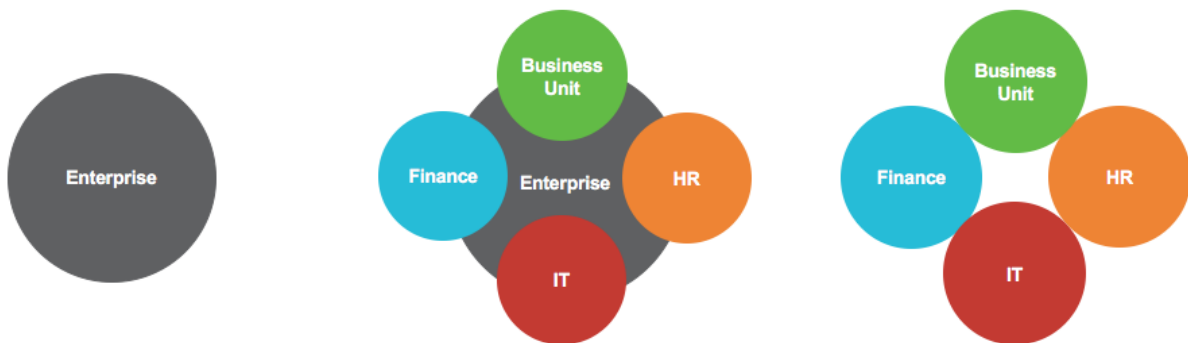 Enterprise
Business
Unit
Finance
Enterprise
HR
IT
Business
Unit
Finance
HR
IT